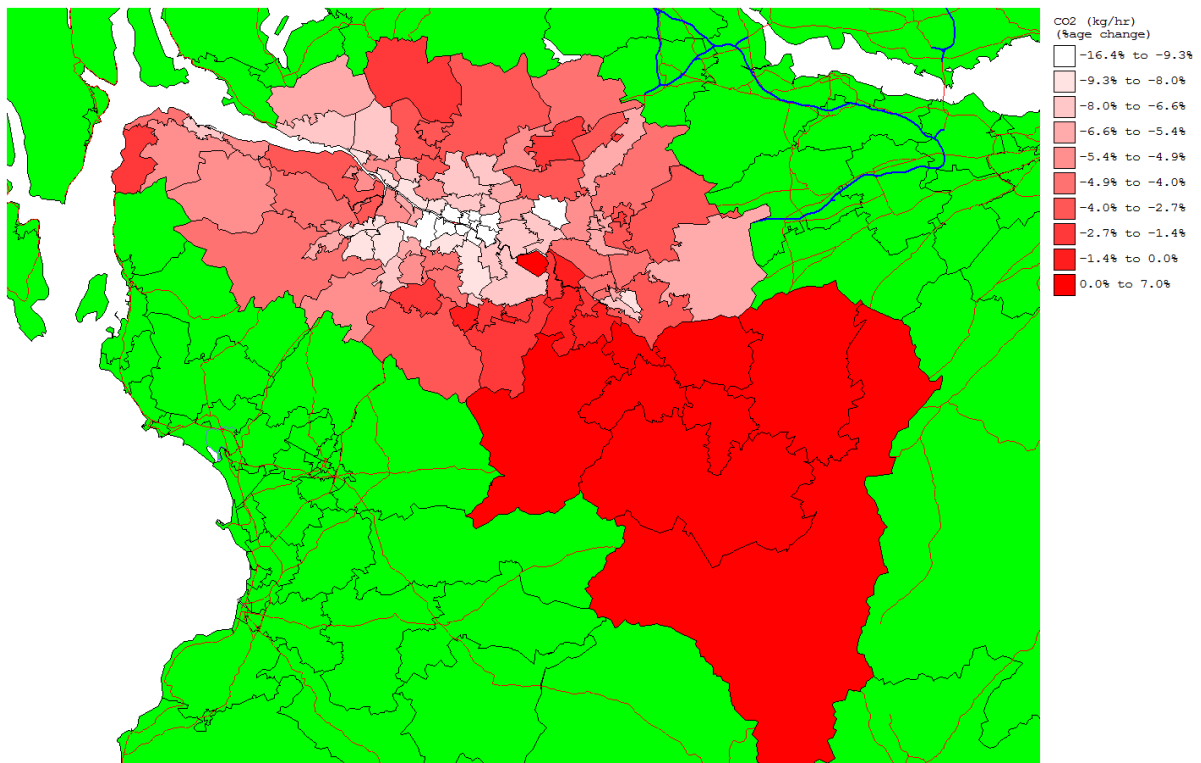 CO2 (kg/hr)
(%age change)
-16.4% to -9.3%
-9.3% to -8.0%
-8.0% to -6.6%
-6.6% to -5.4%
-5.4% to -4.9%
-4.9% to -4.0%
-4.0% to -2.7%
-2.7% to -1.4%
-1.4% to 0.0%
0.0% to 7.0%